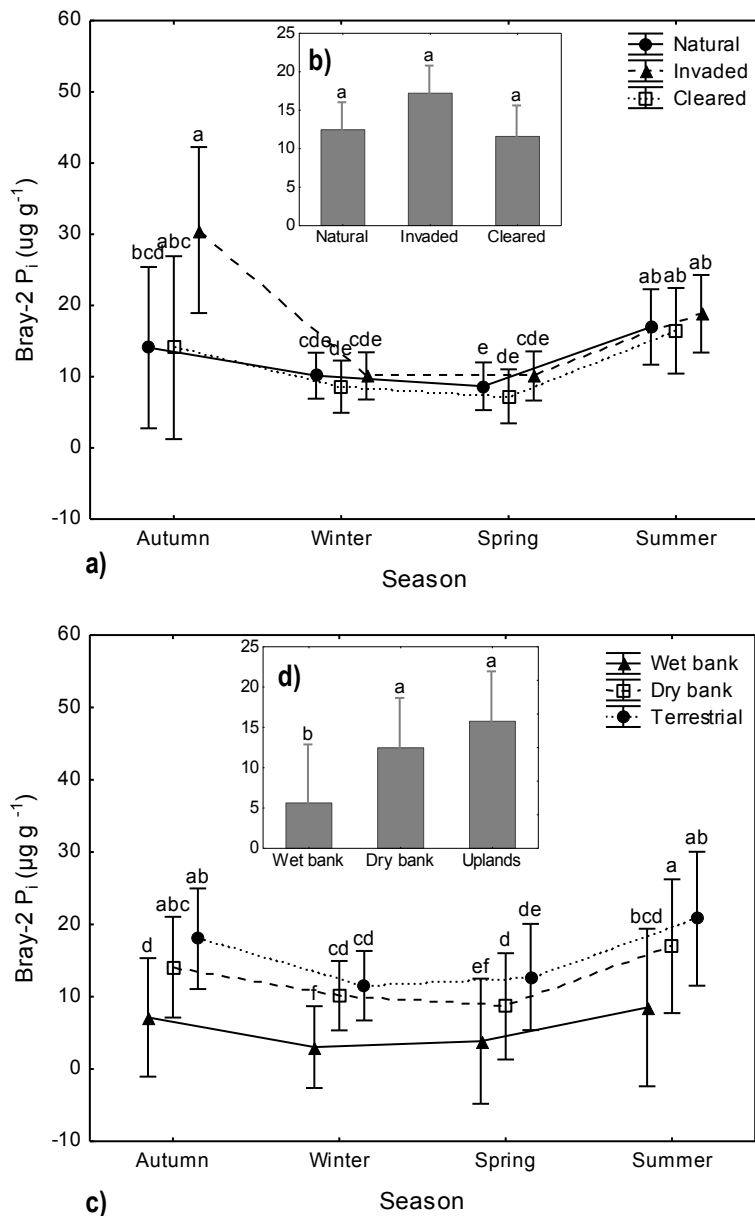 60
50
40
30
20
10
0
-10
Bray-2 Pᵢ (ug g⁻¹)
Natural
Invaded
Cleared
b)
25
20
15
10
5
0
a a a
Natural Invaded Cleared
bcd abc a
cde de cde
e de cde
ab ab ab
Autumn Winter Spring Summer
a)
Season
60
50
40
30
20
10
0
-10
Bray-2 Pᵢ (µg g⁻¹)
Wet bank
Dry bank
Terrestrial
d)
25
20
15
10
5
0
b a a
Wet bank Dry bank Uplands
d abc ab
f cd cd
ef d de
bcd a ab
Autumn Winter Spring Summer
c)
Season